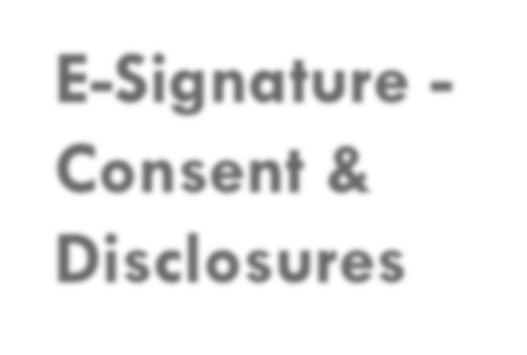 E-Signature -
Consent &
Disclosures